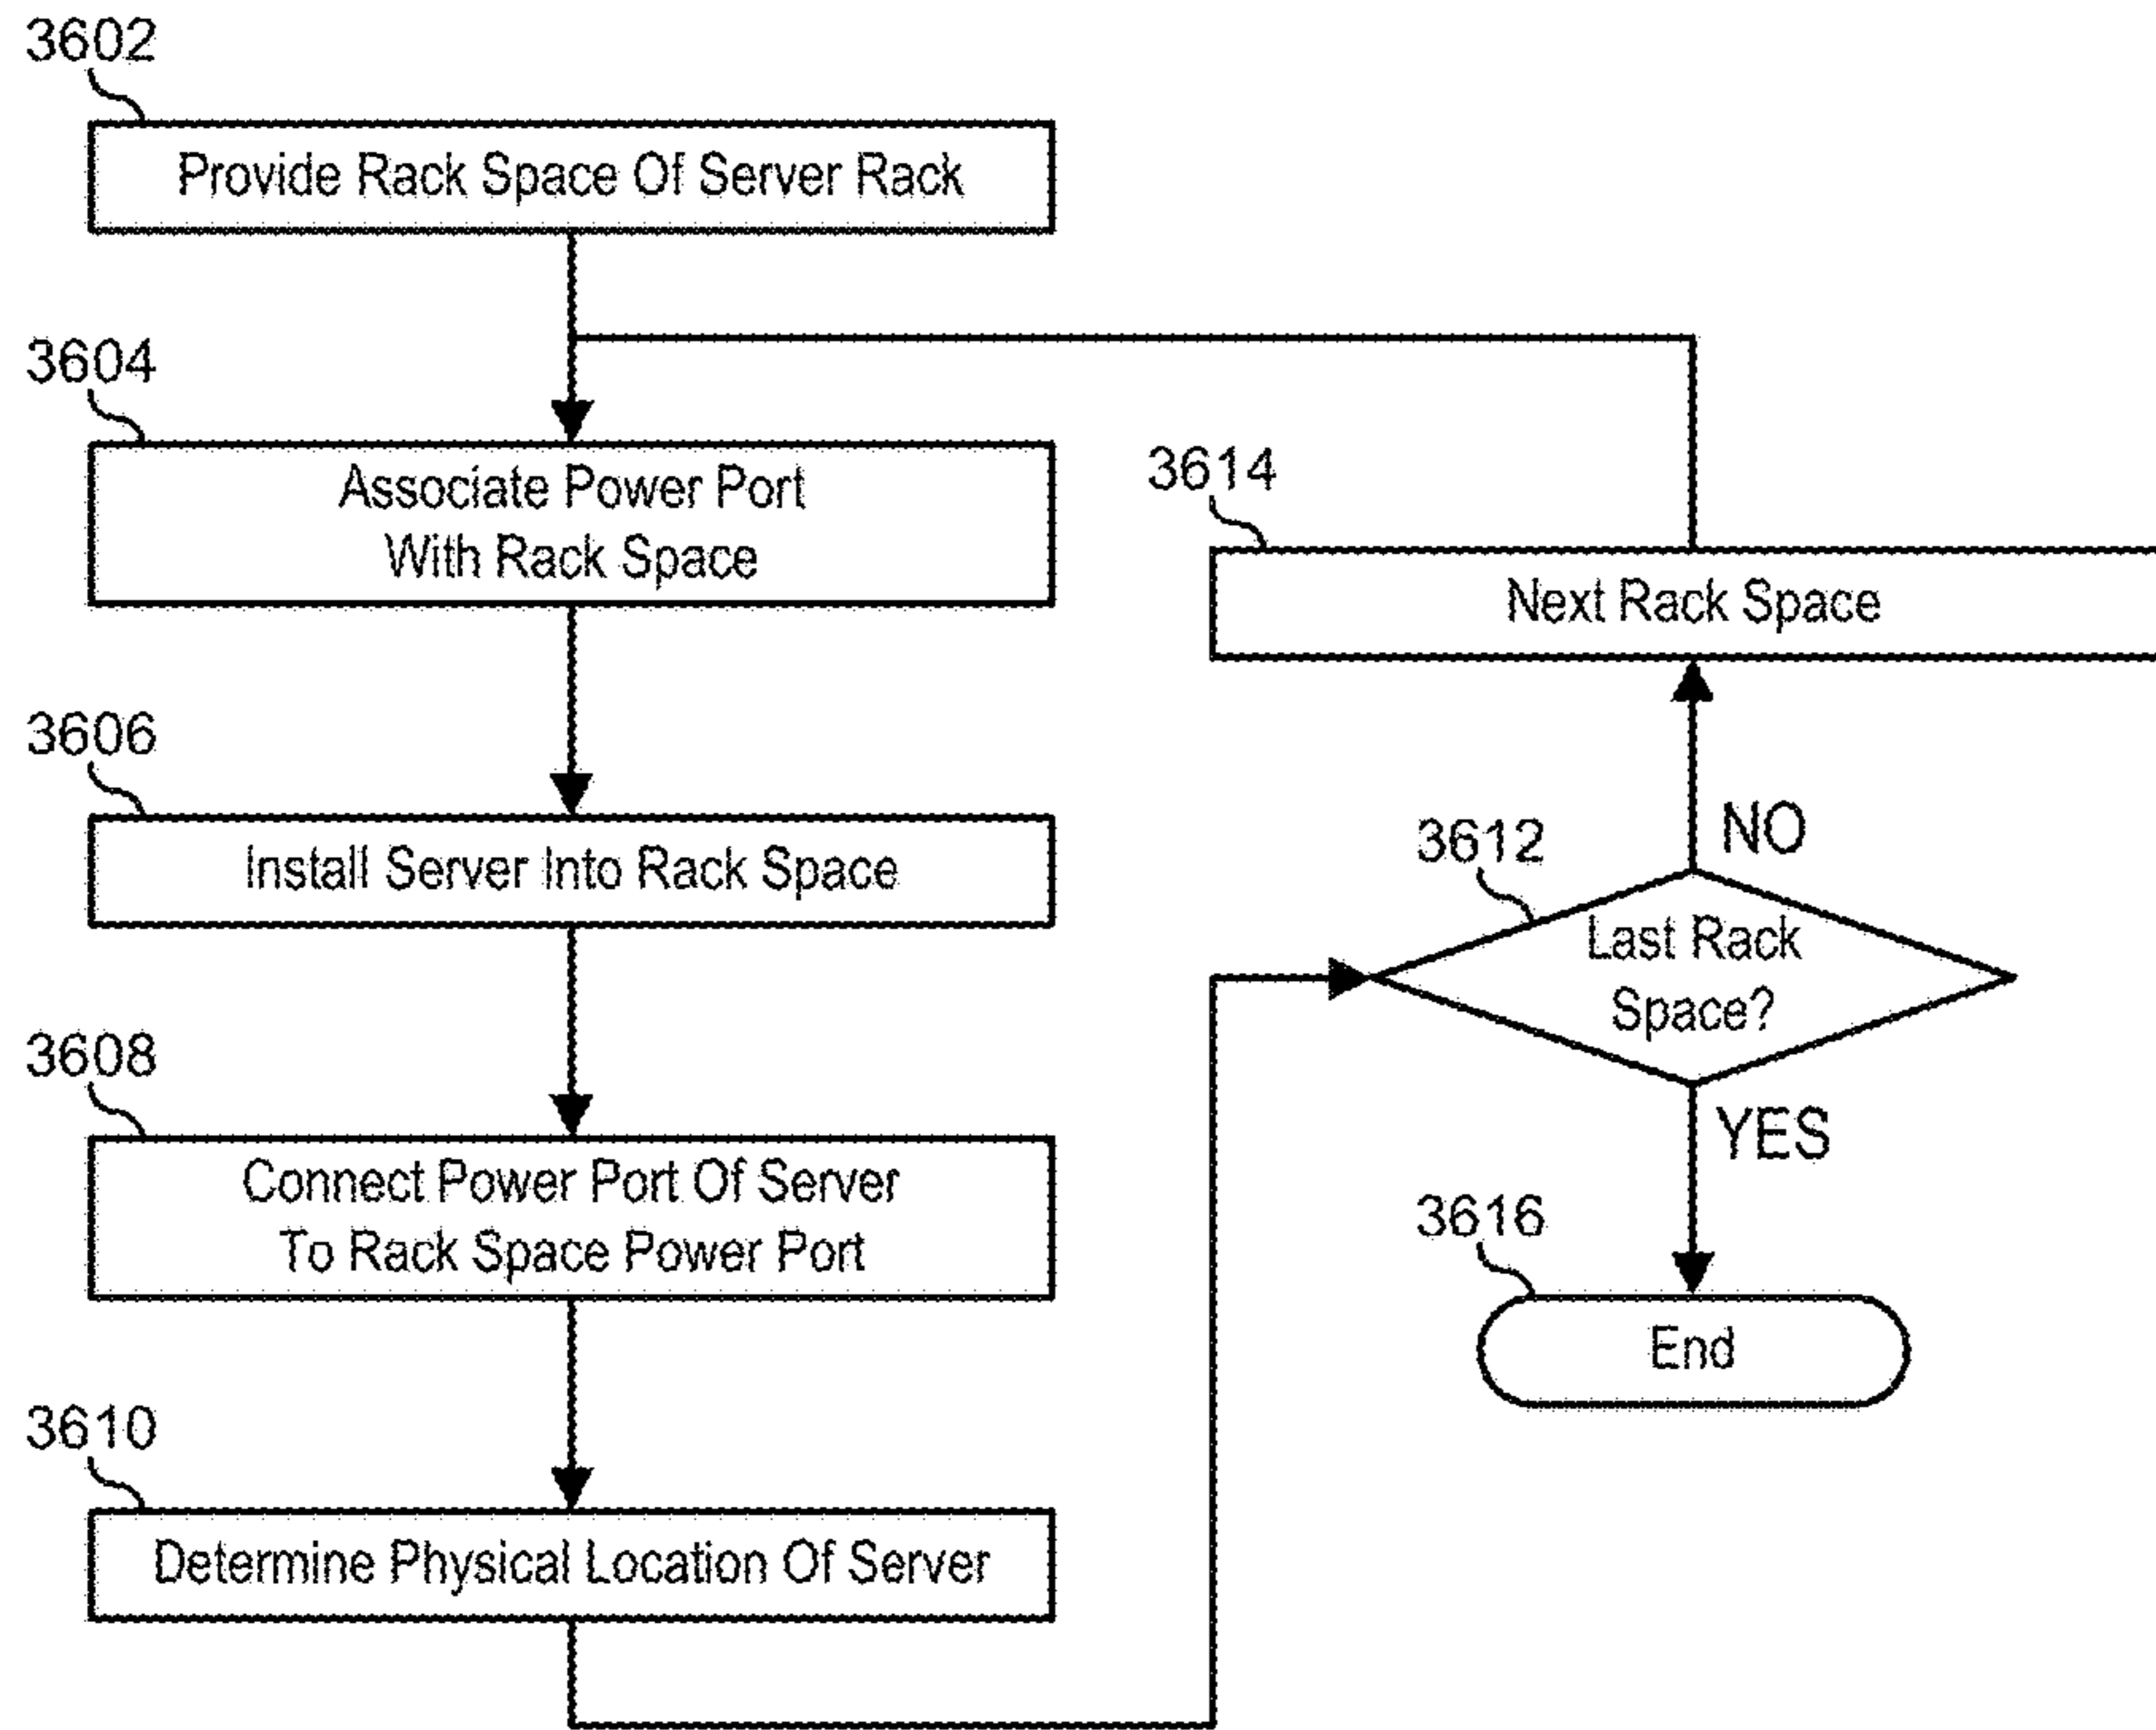 3602
Provide Rack Space Of Server Rack
3604
Associate Power Port
With Rack Space
3606
Install Server Into Rack Space
3608
Connect Power Port Of Server
To Rack Space Power Port
3610
Determine Physical Location Of Server
3614
Next Rack Space
NO
3612
Last Rack
Space?
YES
3616
End